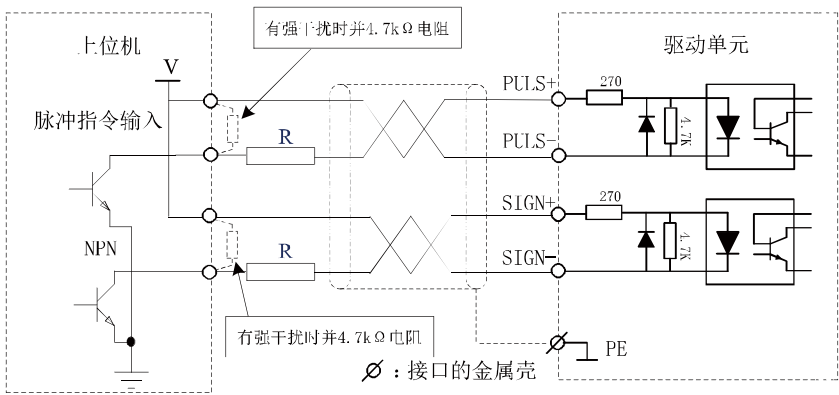 有强干扰时并4.7kΩ电阻
上位机
驱动单元
V
PULS+
270
脉冲指令输入
4.7K
R
PULS-
SIGN+
270
NPN
R
4.7K
SIGN-
有强干扰时并4.7kΩ电阻
PE
：接口的金属壳